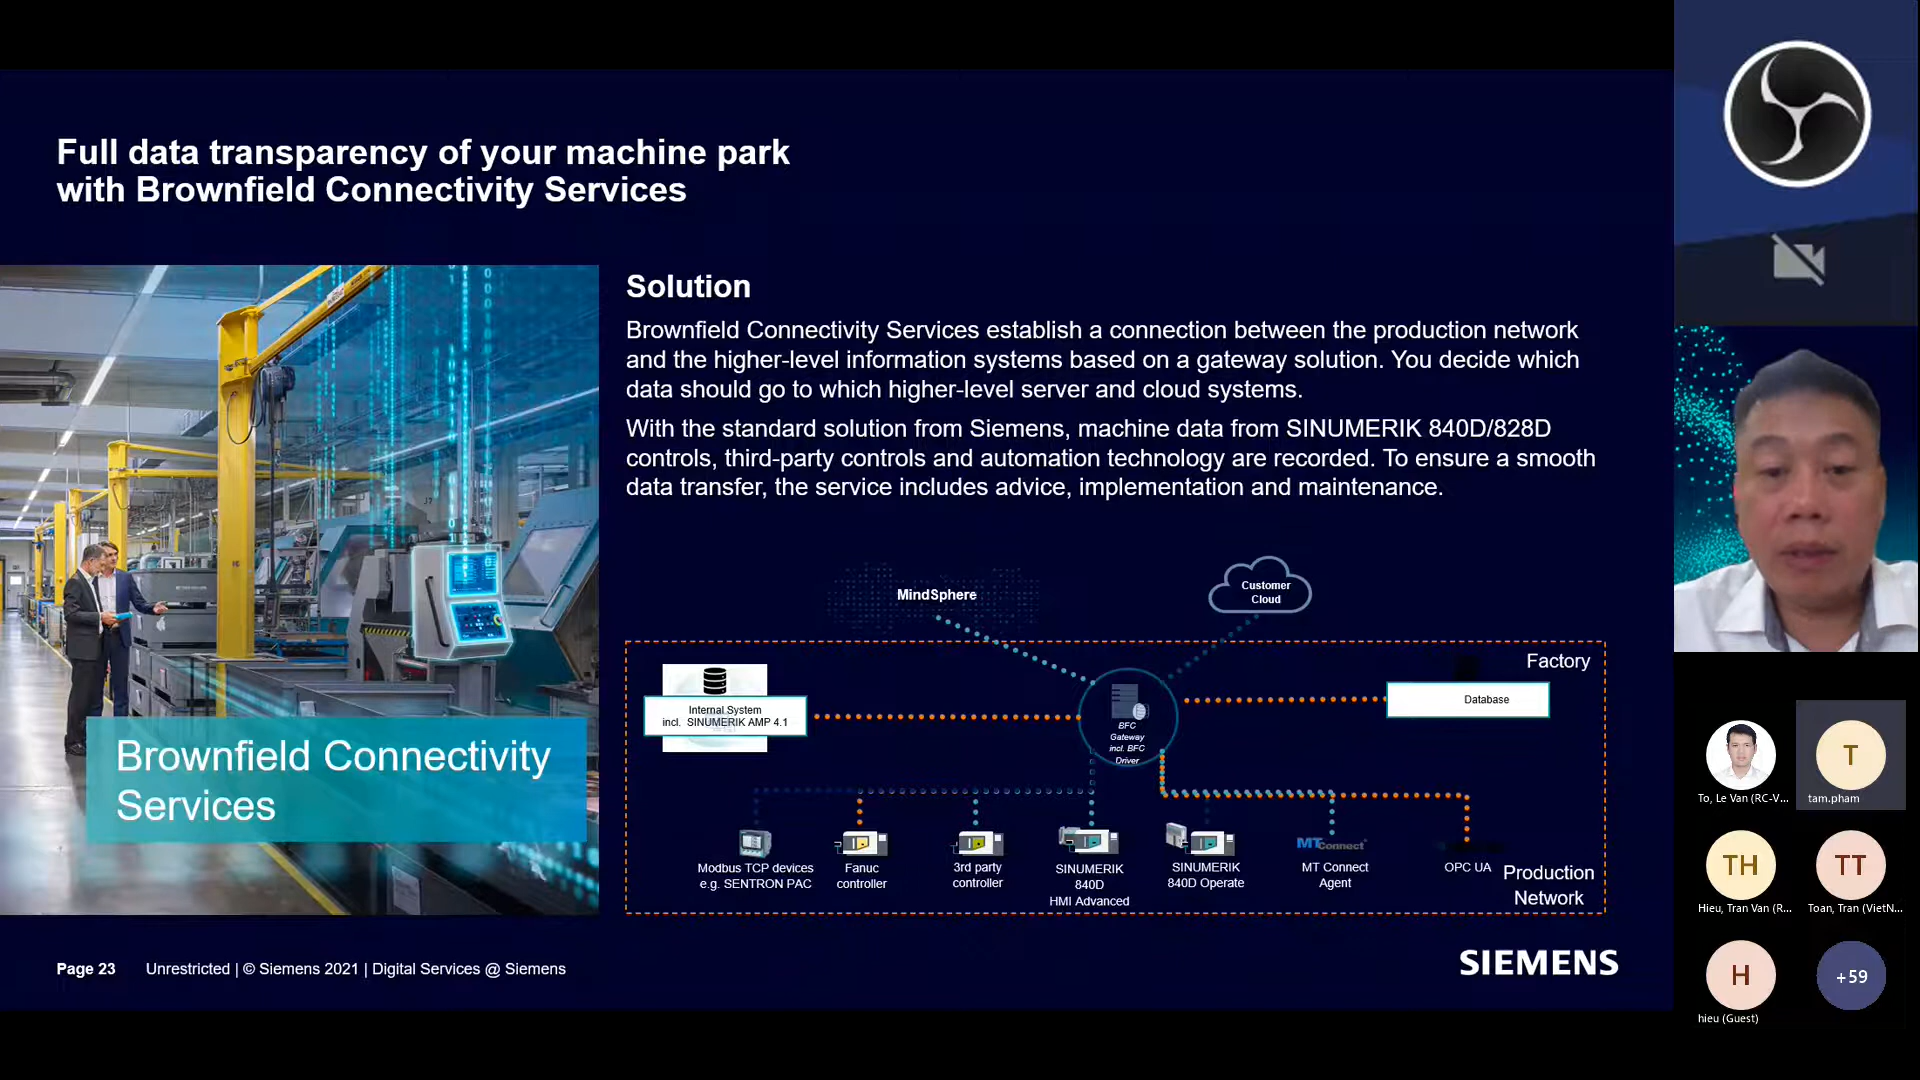 Full data transparency of your machine park
with Brownfield Connectivity Services
Brownfield Connectivity
Services
Solution
Brownfield Connectivity Services establish a connection between the production network
and the higher-level information systems based on a gateway solution. You decide which
data should go to which higher-level server and cloud systems.
With the standard solution from Siemens, machine data from SINUMERIK 840D/828D
controls, third-party controls and automation technology are recorded. To ensure a smooth
data transfer, the service includes advice, implementation and maintenance.
MindSphere
Customer
Cloud
Factory
Internal System
incl. SINUMERIK AMP 4.1
BFC
Gateway
incl. BFC
Driver
Database
Modbus TCP devices
e.g. SENTRON PAC
Fanuc
controller
3rd party
controller
SINUMERIK
840D
HMI Advanced
SINUMERIK
840D Operate
MTConnect
MT Connect
Agent
OPC UA
Production
Network
Page 23
Unrestricted | © Siemens 2021 | Digital Services @ Siemens
SIEMENS
To, Le Van (RC-V...
T
tam.pham
TH
Hieu, Tran Van (R...
TT
Toan, Tran (VietN...
H
hieu (Guest)
+59